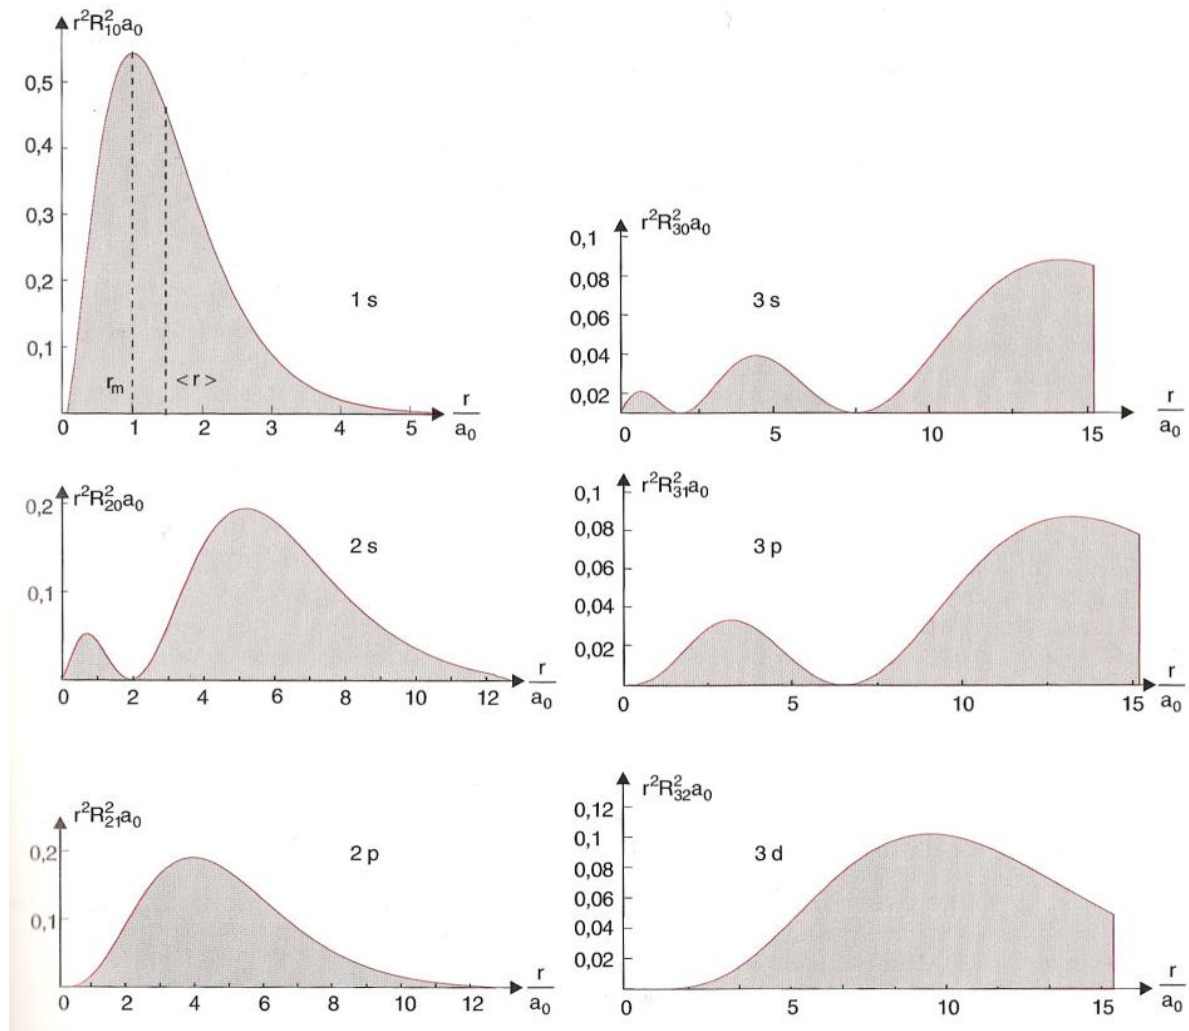 r²R²₁₀a₀
0,5
0,4
0,3
0,2
0,1
1 s
rₘ
< r >
0 1 2 3 4 5
r
a₀
r²R²₃₀a₀
0,1
0,08
0,06
0,04
0,02
3 s
0 5 10 15
r
a₀
r²R²₂₀a₀
0,2
0,1
2 s
0 2 4 6 8 10 12
r
a₀
r²R²₃₁a₀
0,1
0,08
0,06
0,04
0,02
3 p
0 5 10 15
r
a₀
r²R²₂₁a₀
0,2
0,1
2 p
0 2 4 6 8 10 12
r
a₀
r²R²₃₂a₀
0,12
0,1
0,08
0,06
0,04
0,02
3 d
0 5 10 15
r
a₀